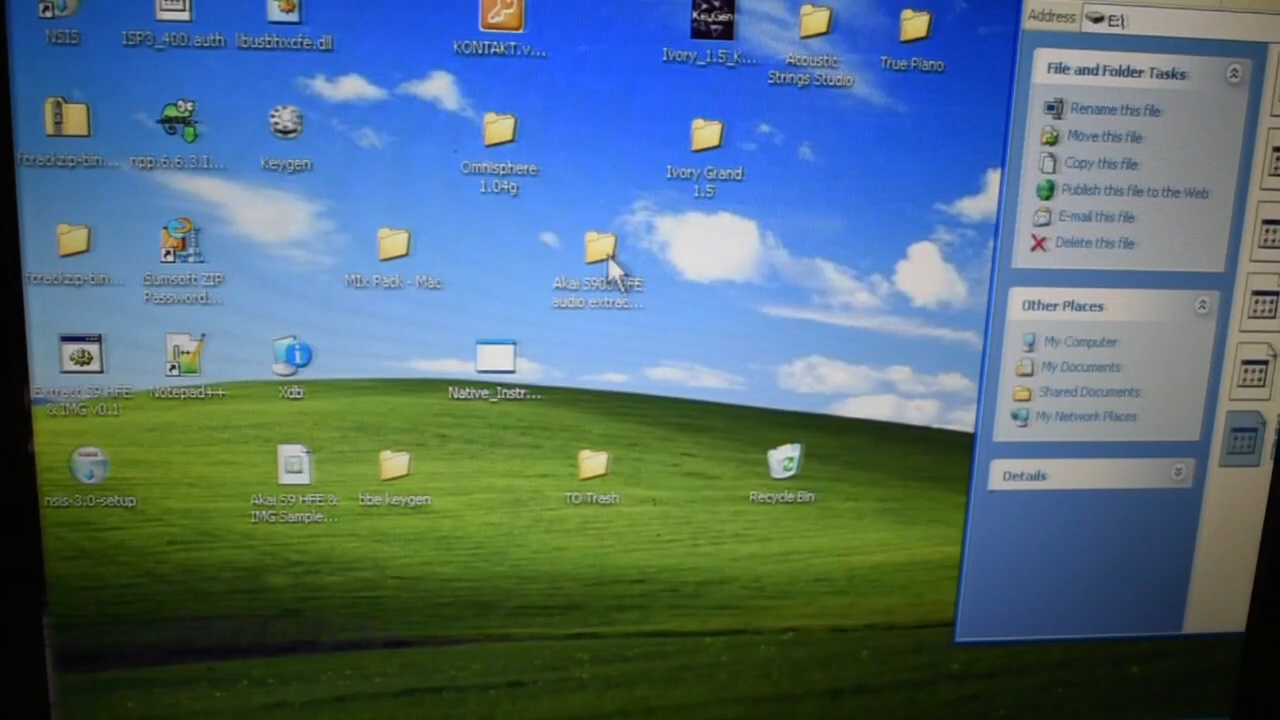 Address E:\
NSIS
ISP3_400.auth
libusbhxcfe.dll
KONTAKT.v...
KeyGen
Ivory_1.5_K...
Acoustic
Strings Studio
True Piano
File and Folder Tasks
Rename this file
Move this file
Copy this file
Publish this file to the Web
E-mail this file
Delete this file
fcrackzip-bin...
npp.6.6.3.I...
Keygen
Omnisphere
1.04g
Ivory Grand
1.5
fcrackzip-bin...
Sumsoft ZIP
Password...
MIx Pack - Mac
Akai S900 HFE
audio extrac...
Other Places
My Computer
My Documents
Shared Documents
My Network Places
Extract S9 HFE
& IMG v0.1
Notepad++
Xdb
Native_Instr...
Details
nsis-3.0-setup
Akai S9 HFE &
IMG Sample...
bbe keygen
TO Trash
Recycle Bin